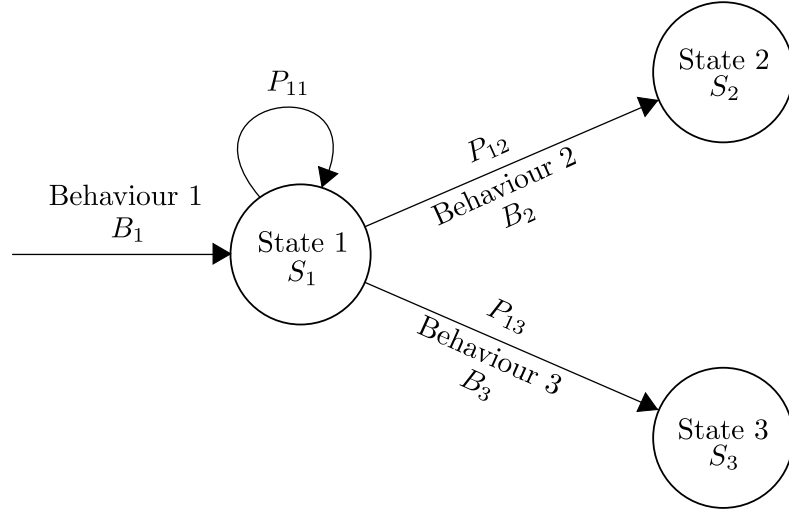 P₁₁
Behaviour 1
B₁
State 1
S₁
P₁₂
Behaviour 2
B₂
State 2
S₂
P₁₃
Behaviour 3
B₃
State 3
S₃